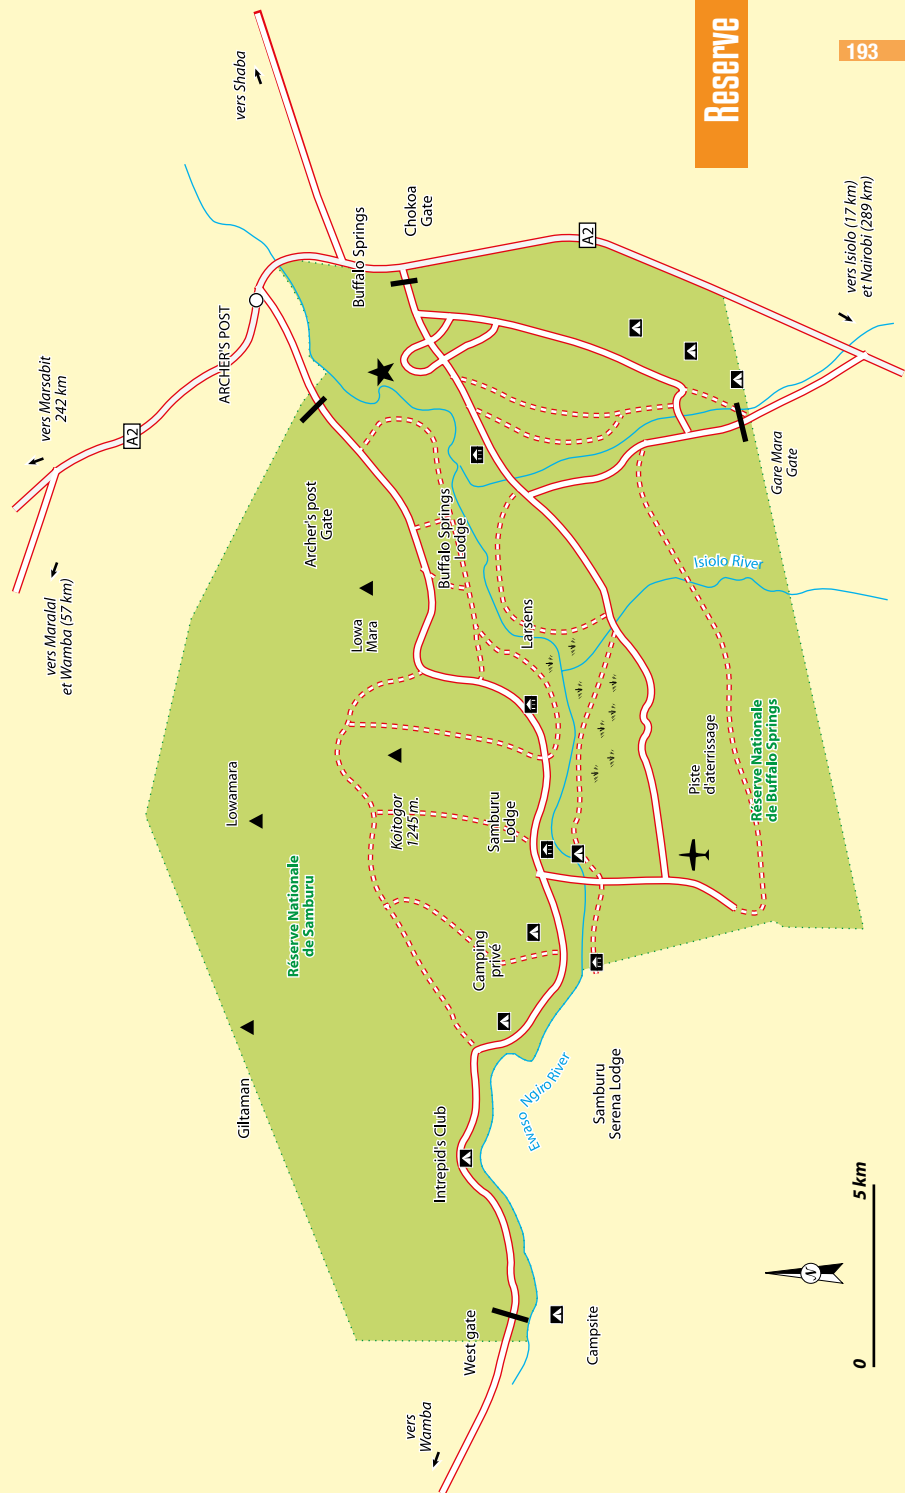 Reserve
193
vers Shaba
vers Marsabit
242 km
A2
vers Maralal
et Wamba (57 km)
ARCHER'S POST
Buffalo Springs
Chokoa
Gate
A2
vers Isiolo (17 km)
et Nairobi (289 km)
Gare Mara
Gate
Archer's post
Gate
Buffalo Springs
Lodge
Isiolo River
Lowa
Mara
Larsens
Lowamara
Koitogor
1245 m.
Samburu
Lodge
Piste
d'aterrissage
Réserve Nationale
de Buffalo Springs
Réserve Nationale
de Samburu
Camping
privé
Giltaman
Intrepid's Club
Ewaso Ngiro River
Samburu
Serena Lodge
West gate
Campsite
vers
Wamba
N
0
5 km